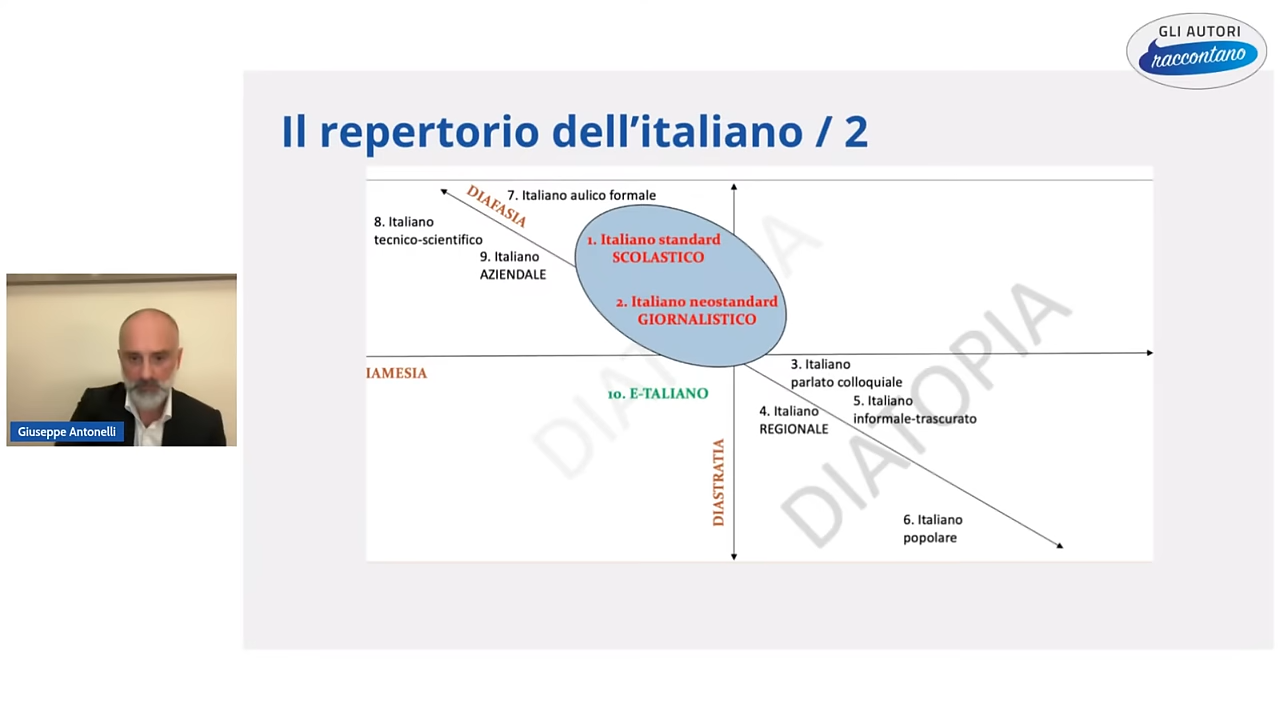 GLI AUTORI
raccontano
Il repertorio dell’italiano / 2
DIAFASIA
7. Italiano aulico formale
8. Italiano
tecnico-scientifico
9. Italiano
AZIENDALE
1. Italiano standard
SCOLASTICO
2. Italiano neostandard
GIORNALISTICO
IAMESIA
3. Italiano
parlato colloquiale
10. E-TALIANO
4. Italiano
REGIONALE
5. Italiano
informale-trascurato
DIASTRATIA
6. Italiano
popolare
DIATOPIA
DIATOPIA
Giuseppe Antonelli